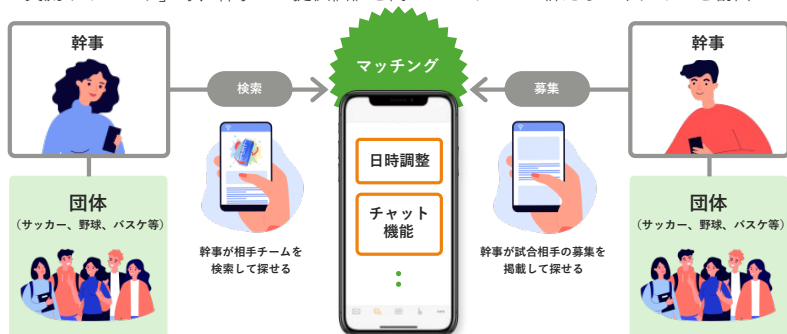 幹事
検索
マッチング
募集
幹事
日時調整
チャット
機能
団体
(サッカー、野球、バスケ等)
幹事が相手チームを
検索して探せる
幹事が試合相手の募集を
掲載して探せる
団体
(サッカー、野球、バスケ等)